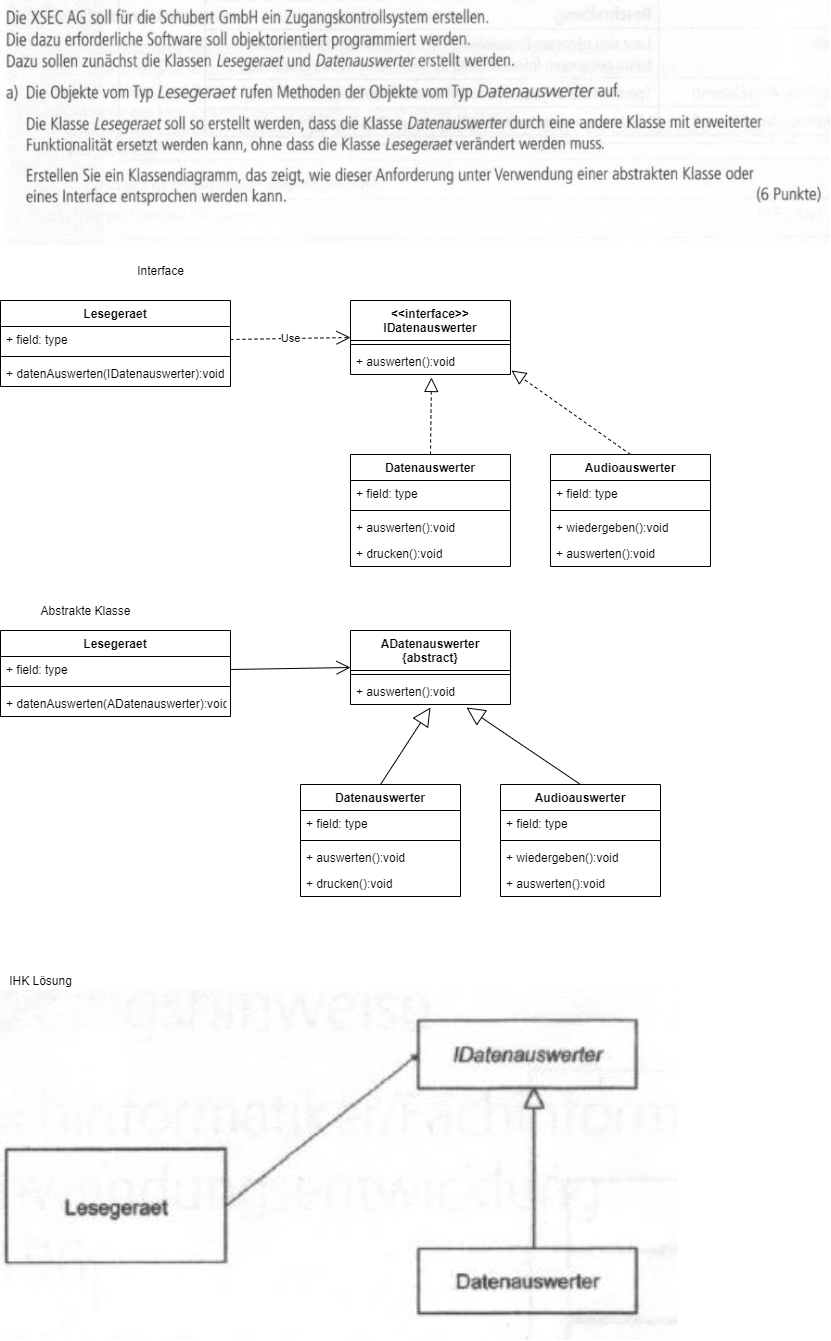 Die XSEC AG soll für die Schubert GmbH ein Zugangskontrollsystem erstellen.
Die dazu erforderliche Software soll objektorientiert programmiert werden.
Dazu sollen zunächst die Klassen Lesegeraet und Datenauswerter erstellt werden.
a) Die Objekte vom Typ Lesegeraet rufen Methoden der Objekte vom Typ Datenauswerter auf.
Die Klasse Lesegeraet soll so erstellt werden, dass die Klasse Datenauswerter durch eine andere Klasse mit erweiterter
Funktionalität ersetzt werden kann, ohne dass die Klasse Lesegeraet verändert werden muss.
Erstellen Sie ein Klassendiagramm, das zeigt, wie dieser Anforderung unter Verwendung einer abstrakten Klasse oder
eines Interface entsprochen werden kann. (6 Punkte)
Interface
Lesegeraet
+ field: type
+ datenAuswerten(IDatenauswerter):void
Use
<<interface>>
IDatenauswerter
+ auswerten():void
Datenauswerter
+ field: type
+ auswerten():void
+ drucken():void
Audioauswerter
+ field: type
+ wiedergeben():void
+ auswerten():void
Abstrakte Klasse
Lesegeraet
+ field: type
+ datenAuswerten(ADatenauswerter):void
ADatenauswerter
{abstract}
+ auswerten():void
Datenauswerter
+ field: type
+ auswerten():void
+ drucken():void
Audioauswerter
+ field: type
+ wiedergeben():void
+ auswerten():void
IHK Lösung
IDatenauswerter
Lesegeraet
Datenauswerter